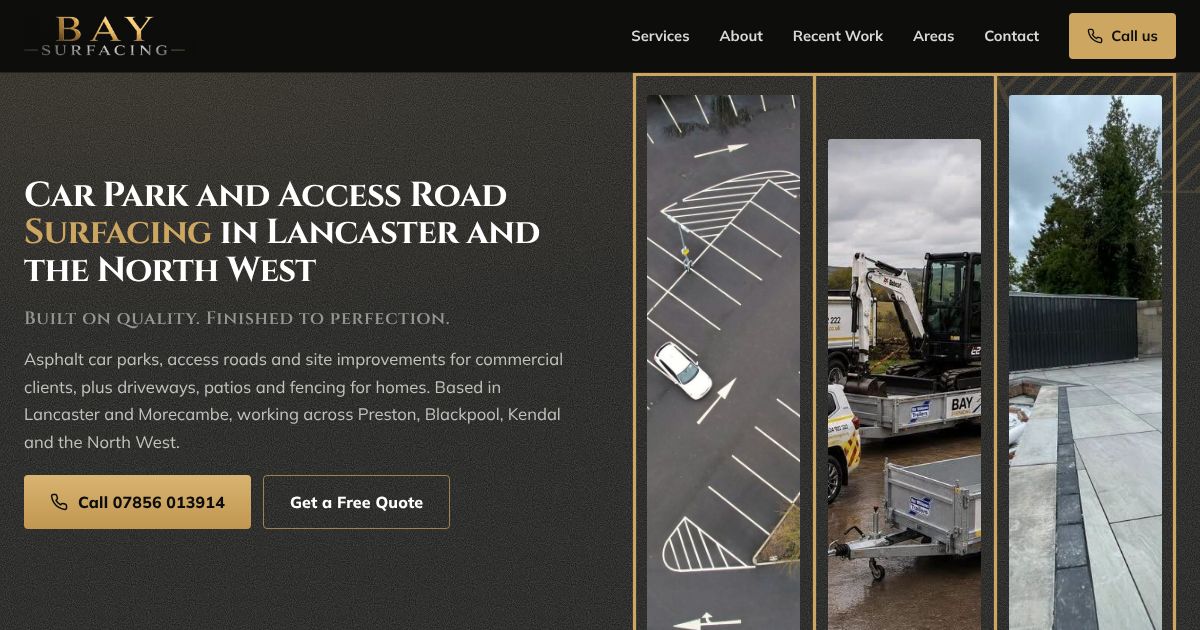 BAY
SURFACING
Services About Recent Work Areas Contact Call us
Car Park and Access Road
Surfacing in Lancaster and
the North West
Built on quality. Finished to perfection.
Asphalt car parks, access roads and site improvements for commercial
clients, plus driveways, patios and fencing for homes. Based in
Lancaster and Morecambe, working across Preston, Blackpool, Kendal
and the North West.
Call 07856 013914 Get a Free Quote
Bobcat
222
BAY